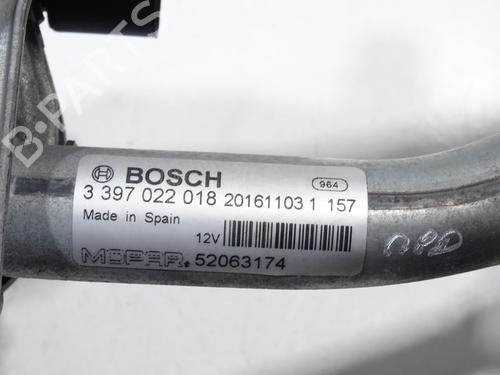 B-PARTS
BOSCH 964
3 397 022 018 20161103 1 157
Made in Spain
12V
MOPAR 52063174